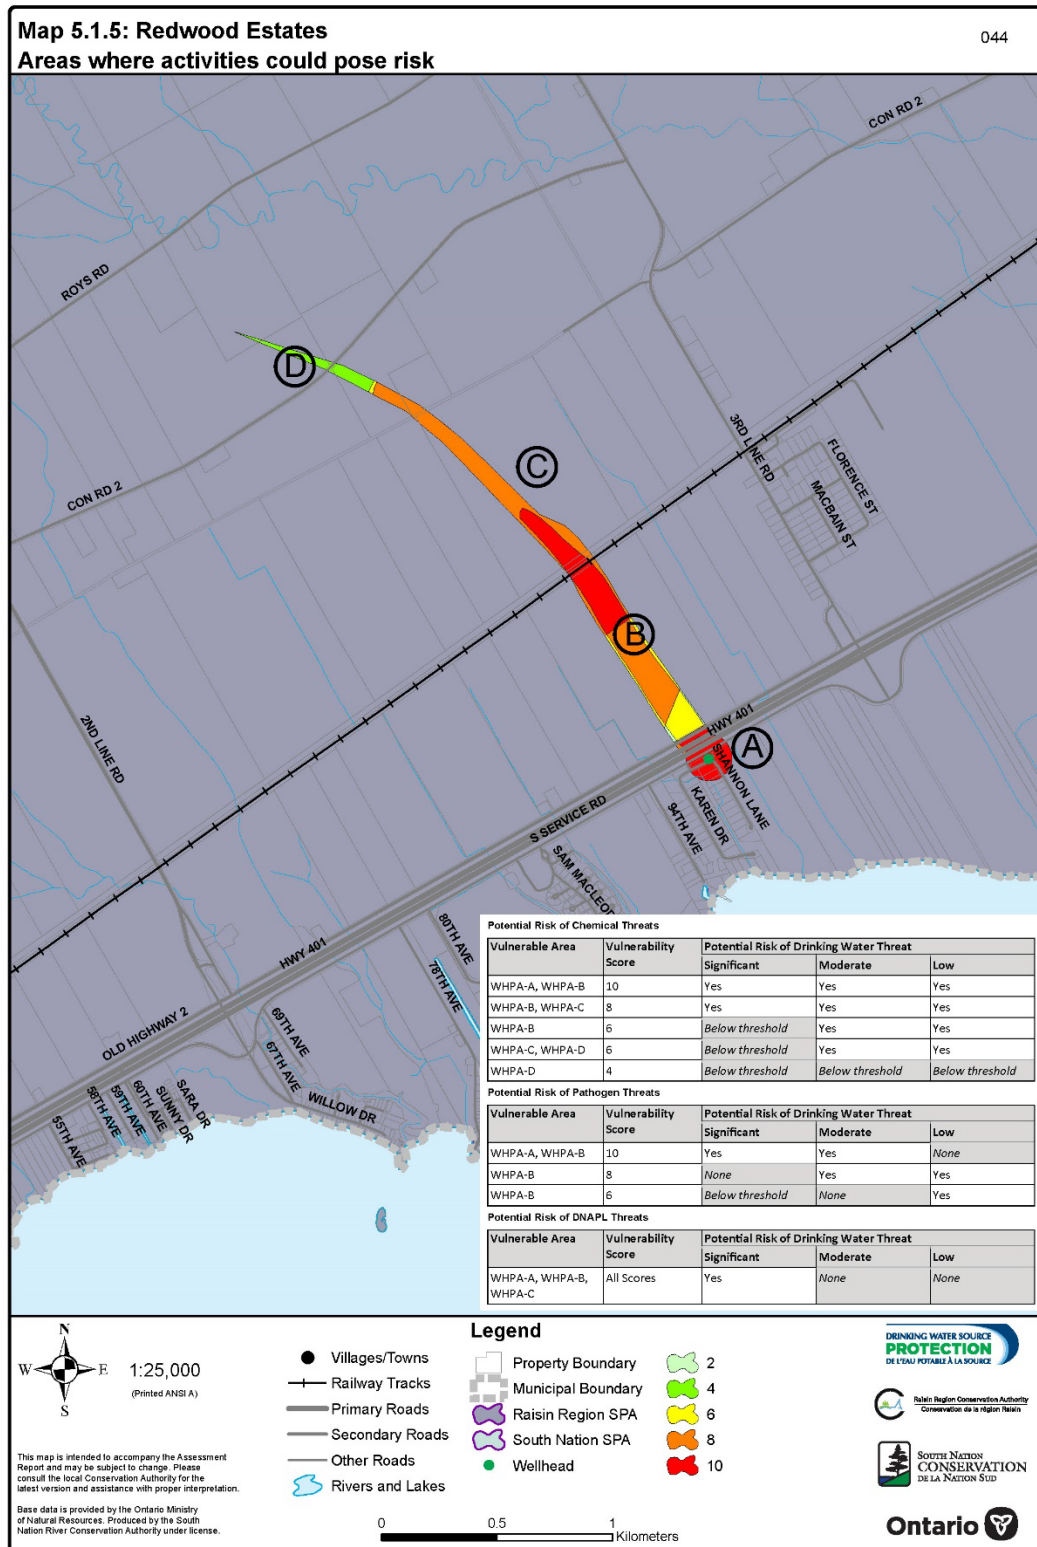 Map 5.1.5: Redwood Estates
Areas where activities could pose risk
044
CON RD 2
ROYS RD
D
C
3RD LINE RD
FLORENCE ST
MACBAIN ST
CON RD 2
B
2ND LINE RD
HWY 401
A
SHANNON LANE
KAREN DR
94TH AVE
S SERVICE RD
SAM MACLEOD
80TH AVE
78TH AVE
HWY 401
OLD HIGHWAY 2
69TH AVE
67TH AVE
WILLOW DR
SARA DR
SUNNY DR
60TH AVE
59TH AVE
58TH AVE
55TH AVE
Potential Risk of Chemical Threats
Vulnerable Area Vulnerability Score Potential Risk of Drinking Water Threat
Significant Moderate Low
WHPA-A, WHPA-B 10 Yes Yes Yes
WHPA-B, WHPA-C 8 Yes Yes Yes
WHPA-B 6 Below threshold Yes Yes
WHPA-C, WHPA-D 6 Below threshold Yes Yes
WHPA-D 4 Below threshold Below threshold Below threshold
Potential Risk of Pathogen Threats
Vulnerable Area Vulnerability Score Potential Risk of Drinking Water Threat
Significant Moderate Low
WHPA-A, WHPA-B 10 Yes Yes None
WHPA-B 8 None Yes Yes
WHPA-B 6 Below threshold None Yes
Potential Risk of DNAPL Threats
Vulnerable Area Vulnerability Score Potential Risk of Drinking Water Threat
Significant Moderate Low
WHPA-A, WHPA-B, WHPA-C All Scores Yes None None
N
W E
S
1:25,000
(Printed ANSI A)
This map is intended to accompany the Assessment
Report and may be subject to change. Please
consult the local Conservation Authority for the
latest version and assistance with proper interpretation.
Base data is provided by the Ontario Ministry
of Natural Resources. Produced by the South
Nation River Conservation Authority under license.
Legend
Villages/Towns
Railway Tracks
Primary Roads
Secondary Roads
Other Roads
Rivers and Lakes
Property Boundary
Municipal Boundary
Raisin Region SPA
South Nation SPA
Wellhead
2
4
6
8
10
0 0.5 1
Kilometers
DRINKING WATER SOURCE
PROTECTION
DE L'EAU POTABLE À LA SOURCE
Raisin Region Conservation Authority
Conservation de la région Raisin
SOUTH NATION
CONSERVATION
DE LA NATION SUD
Ontario